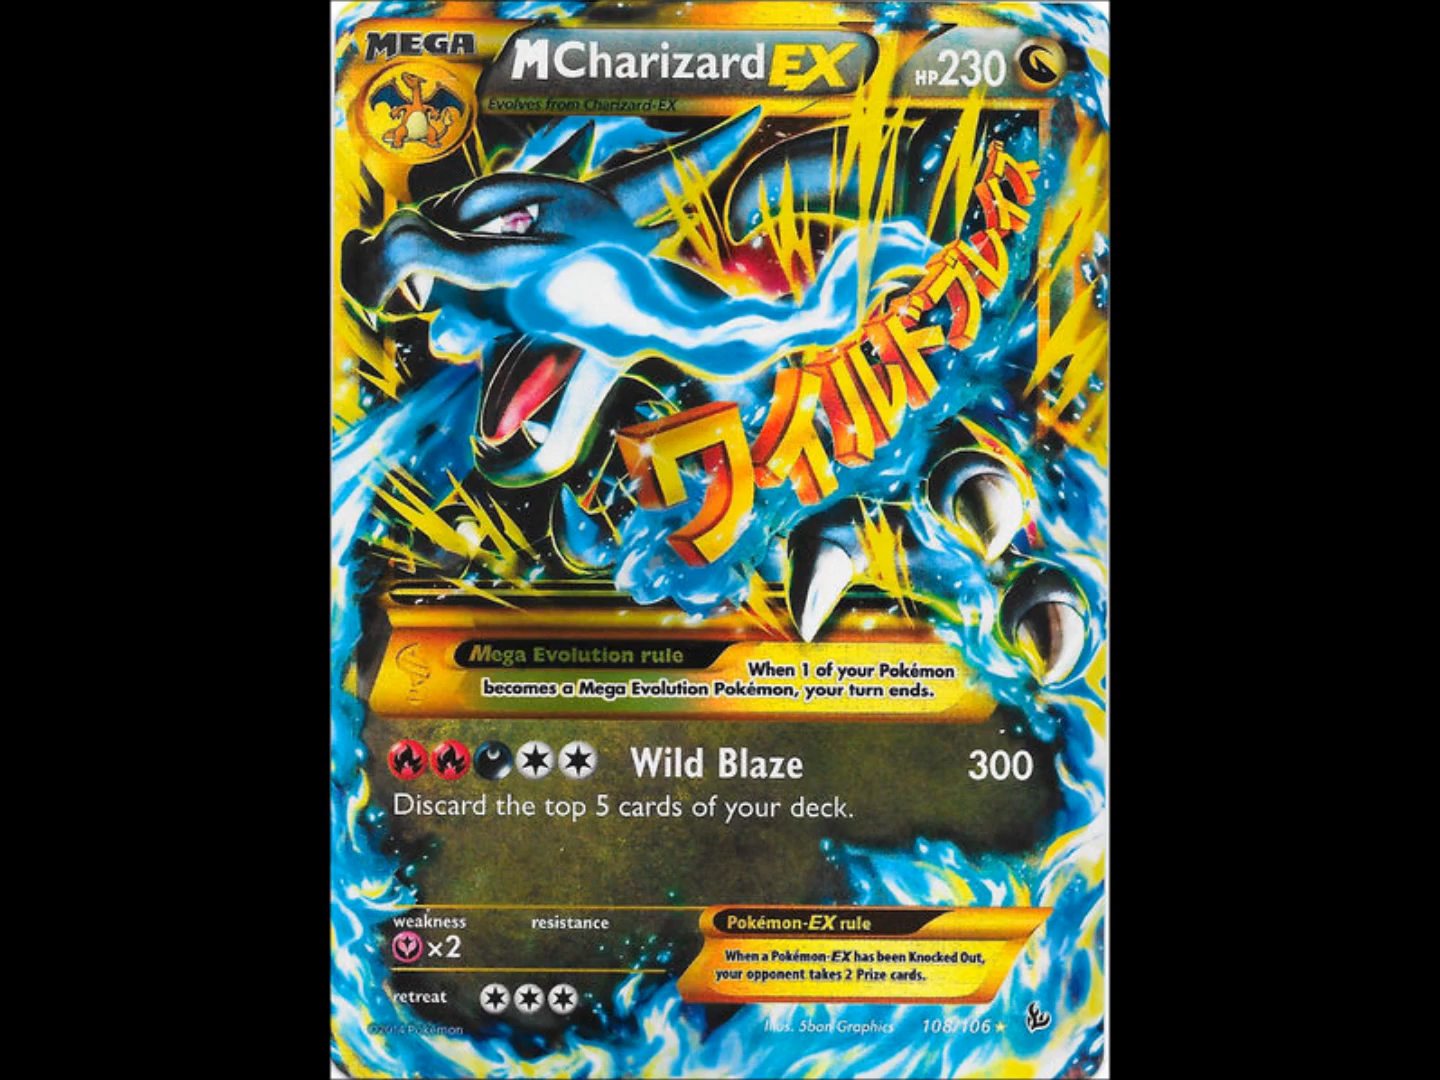 MEGA
M Charizard EX
HP230
Evolves from Charizard-EX
ワイルドブレイズ
Mega Evolution rule
When 1 of your Pokémon
becomes a Mega Evolution Pokémon, your turn ends.
Wild Blaze 300
Discard the top 5 cards of your deck.
weakness resistance
×2
retreat
Pokémon-EX rule
When a Pokémon-EX has been Knocked Out,
your opponent takes 2 Prize cards.
©2014 Pokémon
Illus. 5ban Graphics 108/106 ★